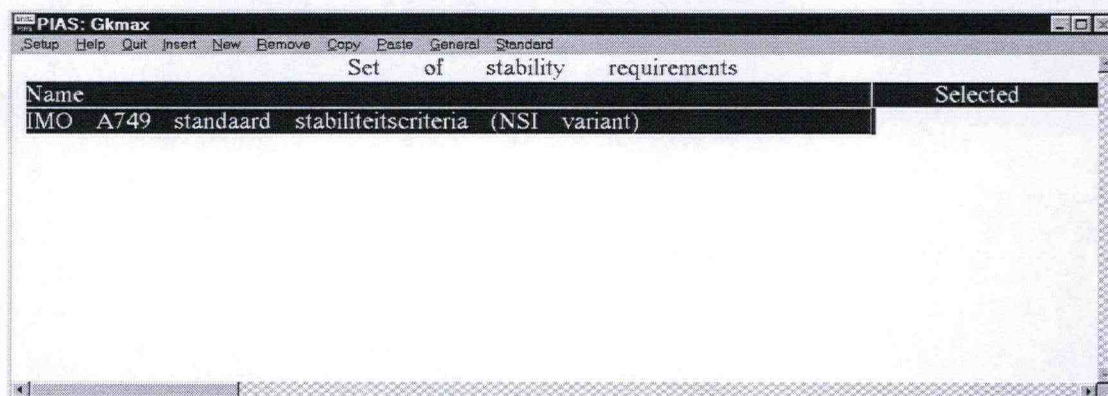 PIAS: Gkmax
Setup Help Quit Insert New Remove Copy Paste General Standard
Set of stability requirements
Name Selected
IMO A749 standaard stabiliteitscriteria (NSI variant)